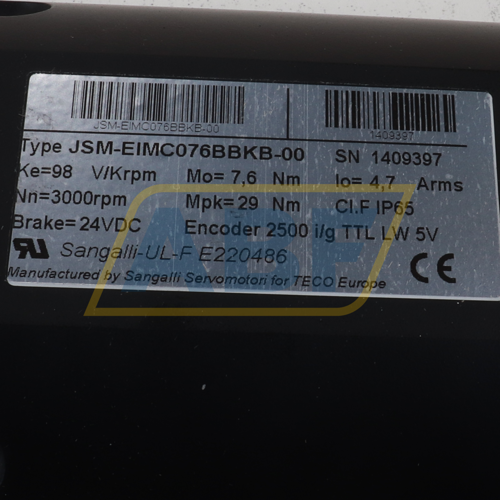 JSM-EIMC076BBKB-00 1409397
Type JSM-EIMC076BBKB-00 SN 1409397
Ke=98 V/Krpm Mo= 7,6 Nm Io= 4,7 Arms
Nn=3000rpm Mpk= 29 Nm Cl.F IP65
Brake= 24VDC Encoder 2500 i/g TTL LW 5V
Sangalli-UL-F E220486
Manufactured by Sangalli Servomotori for TECO Europe